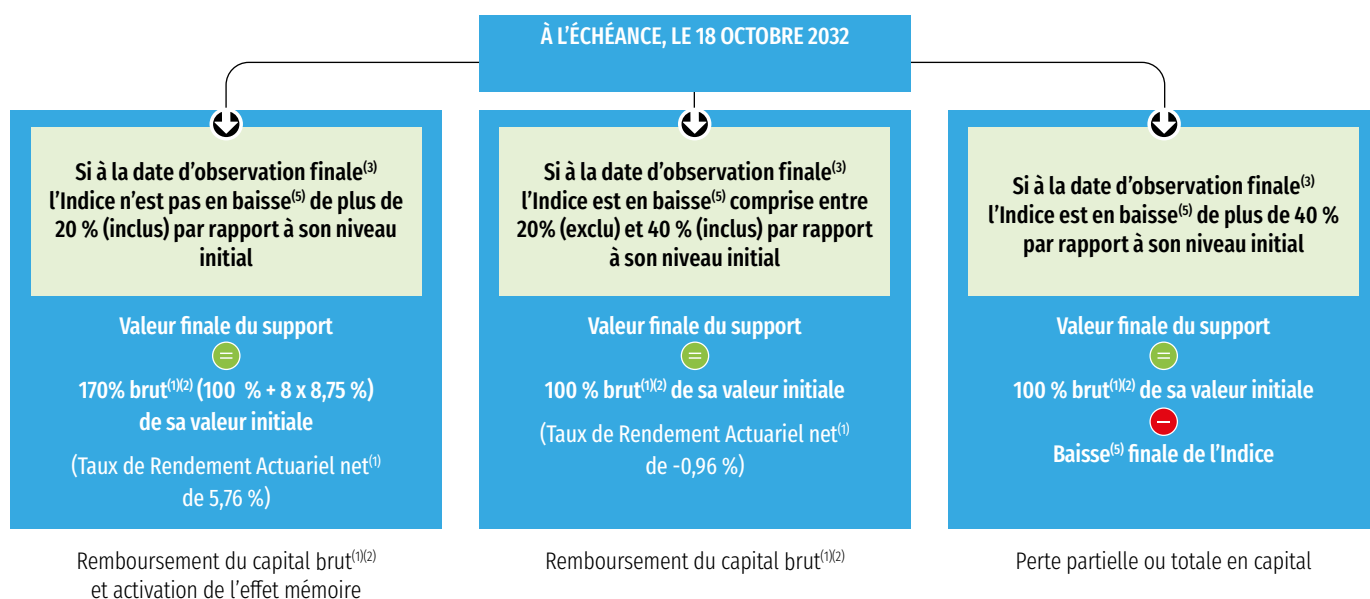 À L'ÉCHÉANCE, LE 18 OCTOBRE 2032
Si à la date d'observation finale(3)
l'Indice n'est pas en baisse(5) de plus de
20 % (inclus) par rapport à son niveau
initial
Valeur finale du support
=
170% brut(1)(2) (100 % + 8 x 8,75 %)
de sa valeur initiale
(Taux de Rendement Actuariel net(1)
de 5,76 %)
Remboursement du capital brut(1)(2)
et activation de l'effet mémoire
Si à la date d'observation finale(3)
l'Indice est en baisse(5) comprise entre
20% (exclu) et 40 % (inclus) par rapport
à son niveau initial
Valeur finale du support
=
100 % brut(1)(2) de sa valeur initiale
(Taux de Rendement Actuariel net(1)
de -0,96 %)
Remboursement du capital brut(1)(2)
Si à la date d'observation finale(3)
l'Indice est en baisse(5) de plus de 40 %
par rapport à son niveau initial
Valeur finale du support
=
100 % brut(1)(2) de sa valeur initiale
−
Baisse(5) finale de l'Indice
Perte partielle ou totale en capital